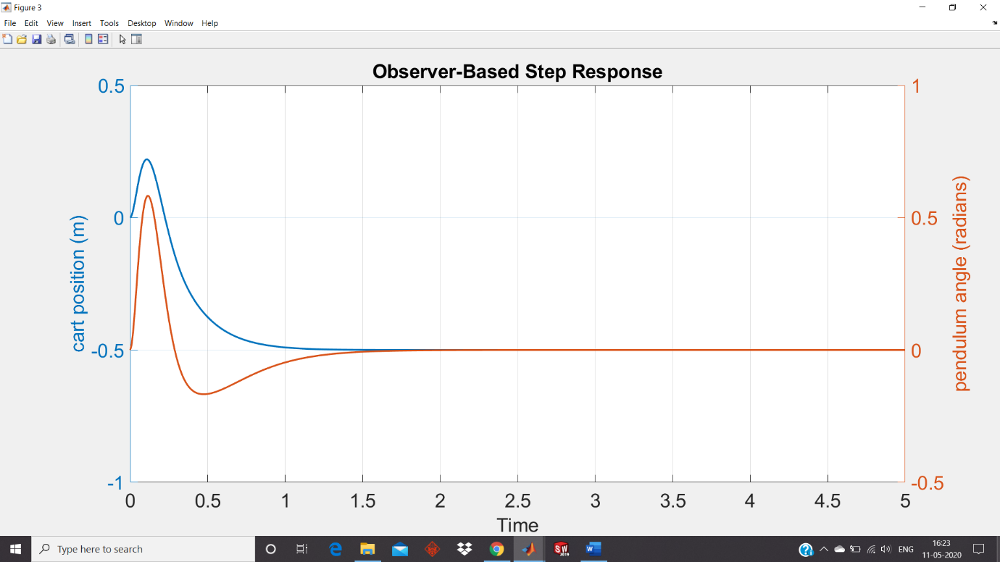 Figure 3
File Edit View Insert Tools Desktop Window Help
Observer-Based Step Response
0.5
0
-0.5
-1
cart position (m)
1
0.5
0
-0.5
pendulum angle (radians)
0 0.5 1 1.5 2 2.5 3 3.5 4 4.5 5
Time
Type here to search
SW
2019
W
ENG
16:23
11-05-2020